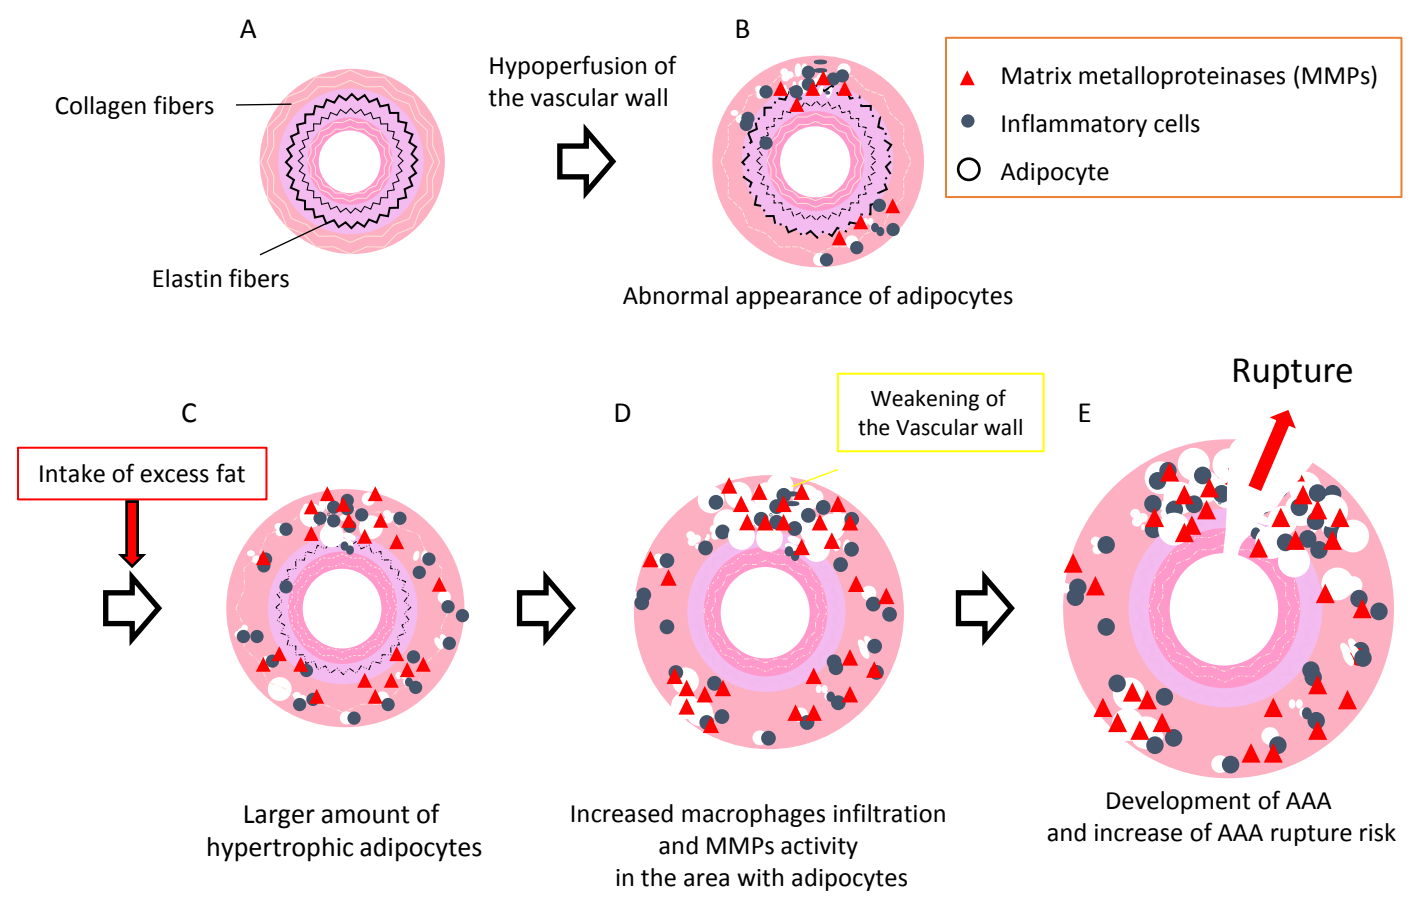 A
Collagen fibers
Elastin fibers
Hypoperfusion of
the vascular wall
B
Abnormal appearance of adipocytes
Matrix metalloproteinases (MMPs)
Inflammatory cells
Adipocyte
Intake of excess fat
C
Larger amount of
hypertrophic adipocytes
D
Weakening of
the Vascular wall
Increased macrophages infiltration
and MMPs activity
in the area with adipocytes
E
Rupture
Development of AAA
and increase of AAA rupture risk